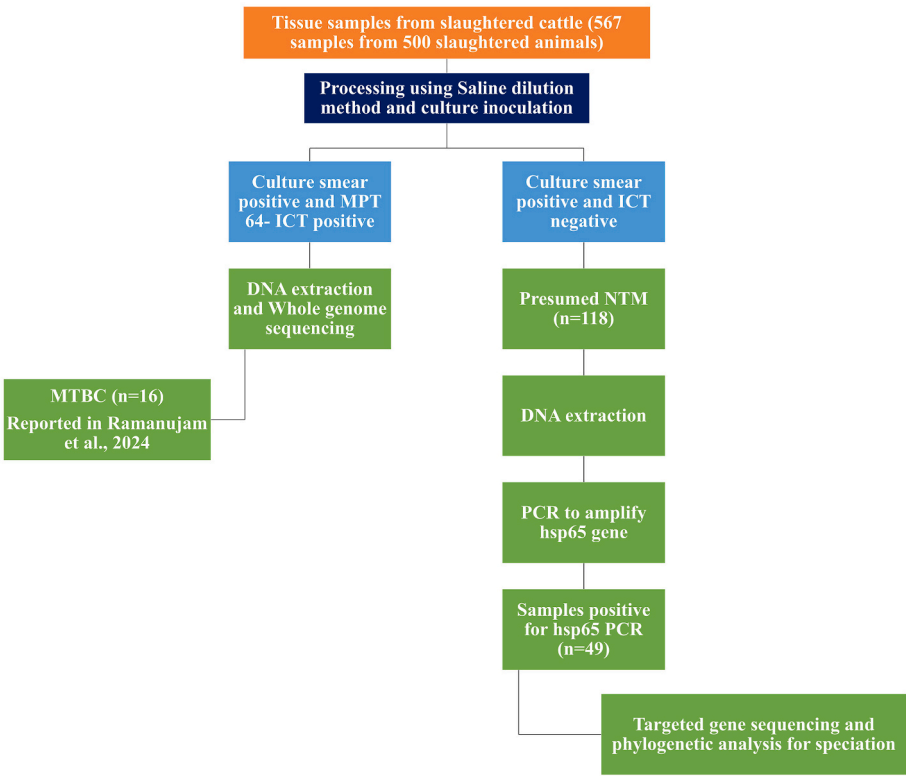 Tissue samples from slaughtered cattle (567
samples from 500 slaughtered animals)
Processing using Saline dilution
method and culture inoculation
Culture smear
positive and MPT
64- ICT positive
Culture smear
positive and ICT
negative
DNA extraction
and Whole genome
sequencing
Presumed NTM
(n=118)
MTBC (n=16)
Reported in Ramanujam
et al., 2024
DNA extraction
PCR to amplify
hsp65 gene
Samples positive
for hsp65 PCR
(n=49)
Targeted gene sequencing and
phylogenetic analysis for speciation